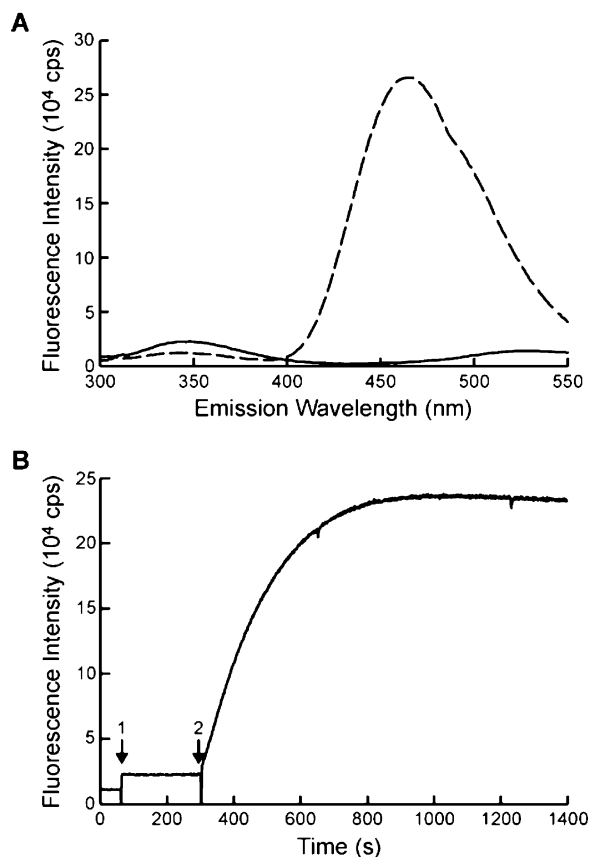 A
Fluorescence Intensity (10⁴ cps)
30
25
20
15
10
5
0
300 350 400 450 500 550
Emission Wavelength (nm)
B
Fluorescence Intensity (10⁴ cps)
25
20
15
10
5
0
1 2
0 200 400 600 800 1000 1200 1400
Time (s)